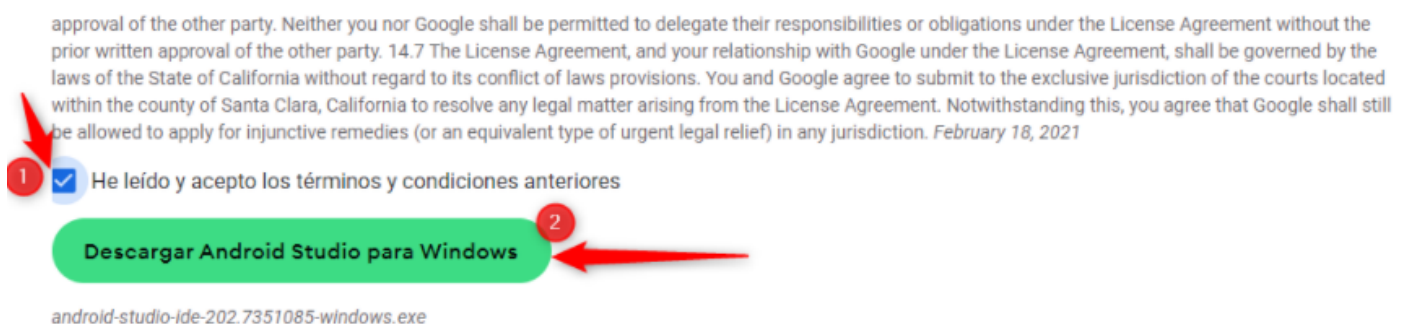 approval of the other party. Neither you nor Google shall be permitted to delegate their responsibilities or obligations under the License Agreement without the
prior written approval of the other party. 14.7 The License Agreement, and your relationship with Google under the License Agreement, shall be governed by the
laws of the State of California without regard to its conflict of laws provisions. You and Google agree to submit to the exclusive jurisdiction of the courts located
within the county of Santa Clara, California to resolve any legal matter arising from the License Agreement. Notwithstanding this, you agree that Google shall still
be allowed to apply for injunctive remedies (or an equivalent type of urgent legal relief) in any jurisdiction. February 18, 2021
1 He leído y acepto los términos y condiciones anteriores
2
Descargar Android Studio para Windows
android-studio-ide-202.7351085-windows.exe